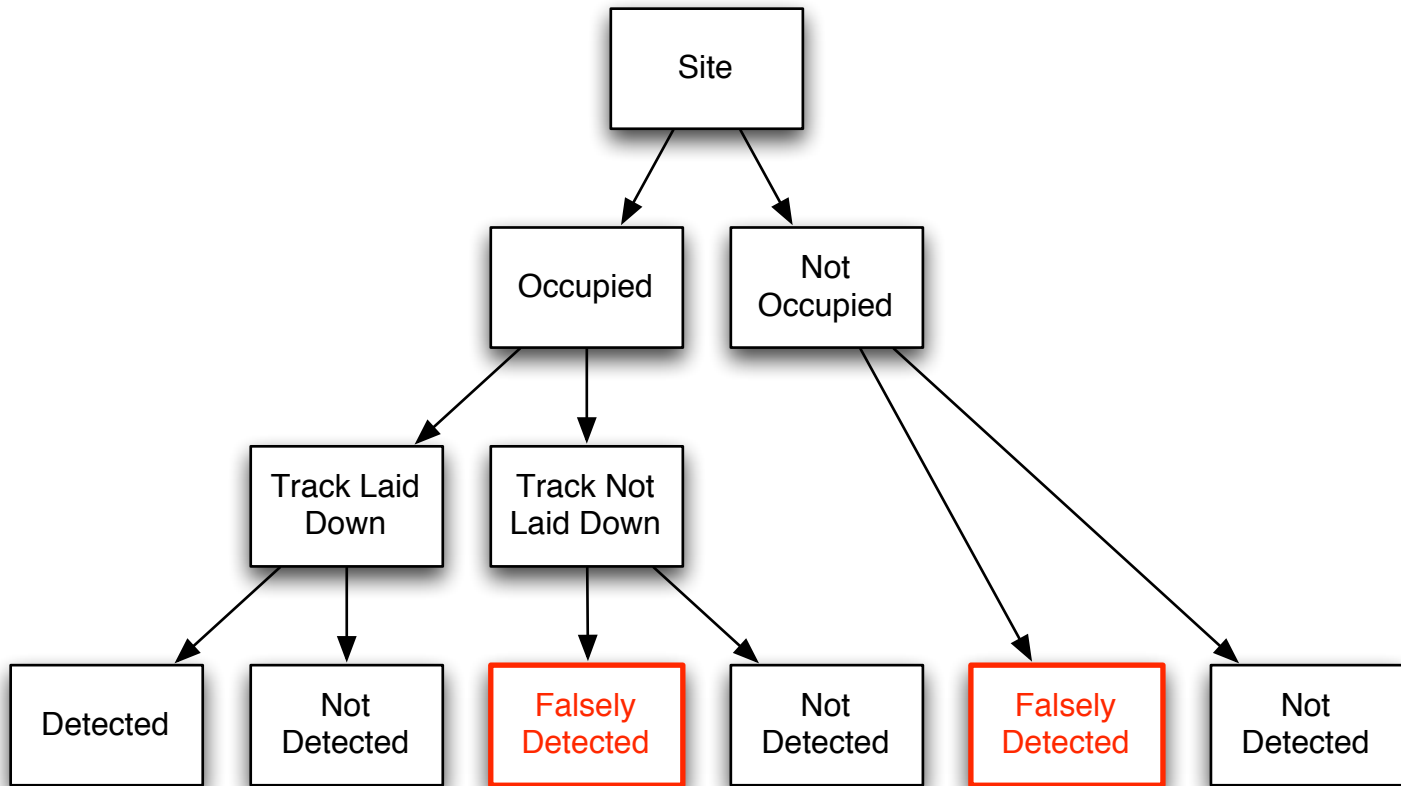 Site
Occupied
Not
Occupied
Track Laid
Down
Track Not
Laid Down
Detected
Not
Detected
Falsely
Detected
Not
Detected
Falsely
Detected
Not
Detected